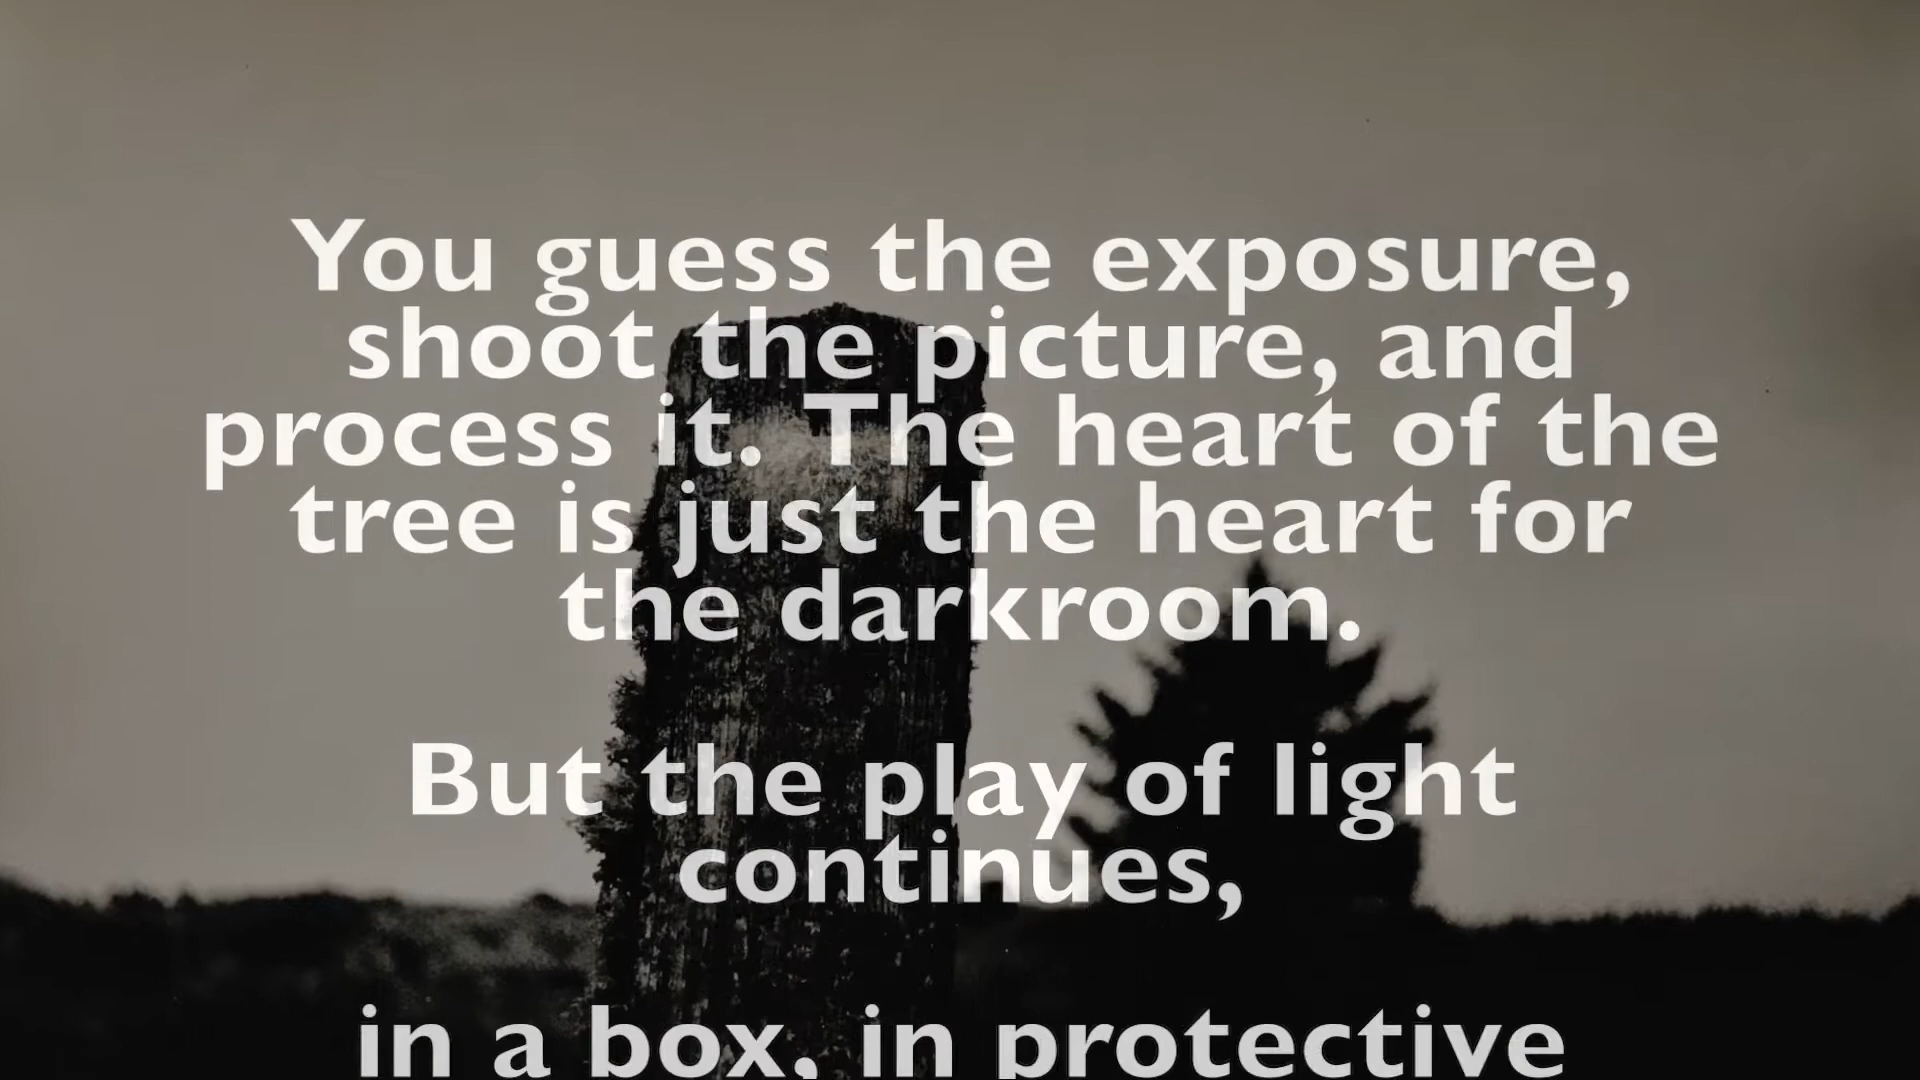 You guess the exposure,
shoot the picture, and
process it. The heart of the
tree is just the heart for
the darkroom.
But the play of light
continues,
in a box, in protective